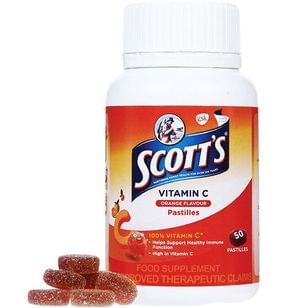 gsk
SCOTT'S
VITAMIN C
ORANGE FLAVOUR
Pastilles
100% VITAMIN C*
• Helps Support Healthy Immune
Function
• High in Vitamin C
50
PASTILLES
FOOD SUPPLEMENT
APPROVED THERAPEUTIC CLAIMS